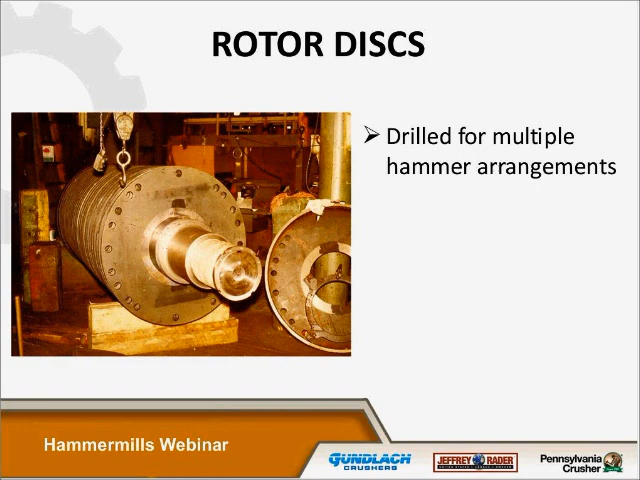 ROTOR DISCS
➢ Drilled for multiple
hammer arrangements
Hammermills Webinar
GUNDLACH
CRUSHERS
JEFFREY RADER
Pennsylvania
Crusher